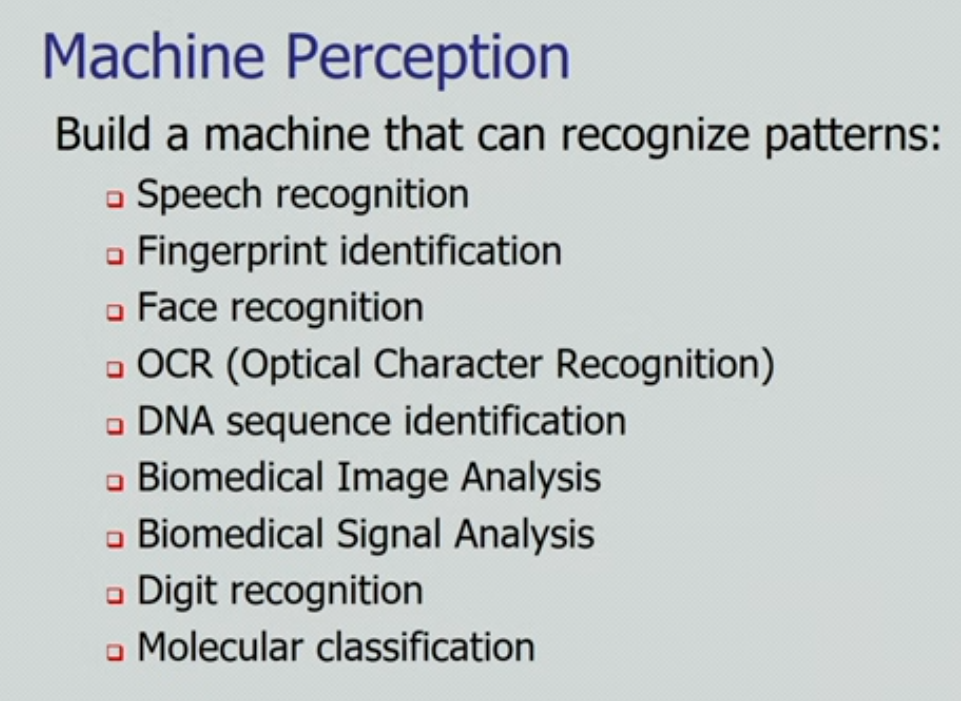 Machine Perception
Build a machine that can recognize patterns:
Speech recognition
Fingerprint identification
Face recognition
OCR (Optical Character Recognition)
DNA sequence identification
Biomedical Image Analysis
Biomedical Signal Analysis
Digit recognition
Molecular classification